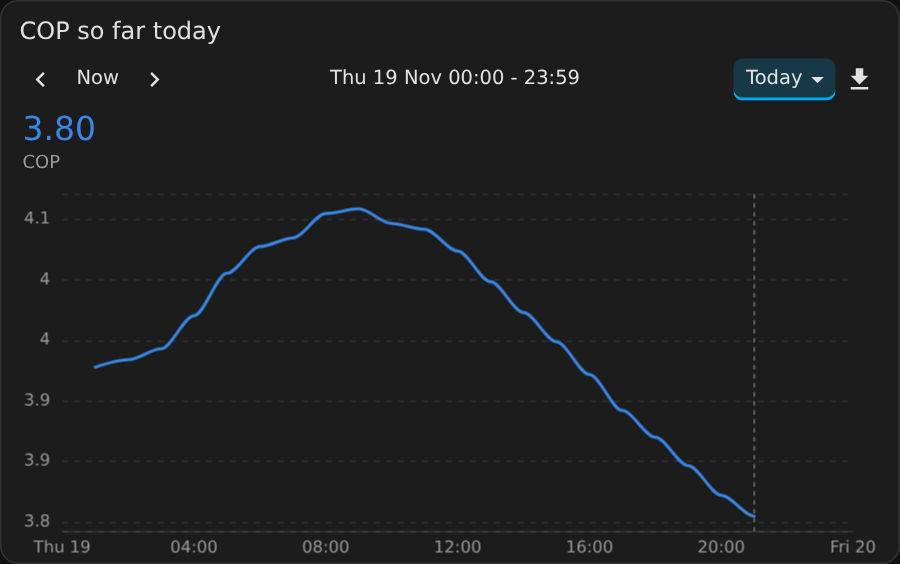 COP so far today
Now
Thu 19 Nov 00:00 - 23:59
Today
3.80
COP
4.1
4
4
3.9
3.9
3.8
Thu 19 04:00 08:00 12:00 16:00 20:00 Fri 20